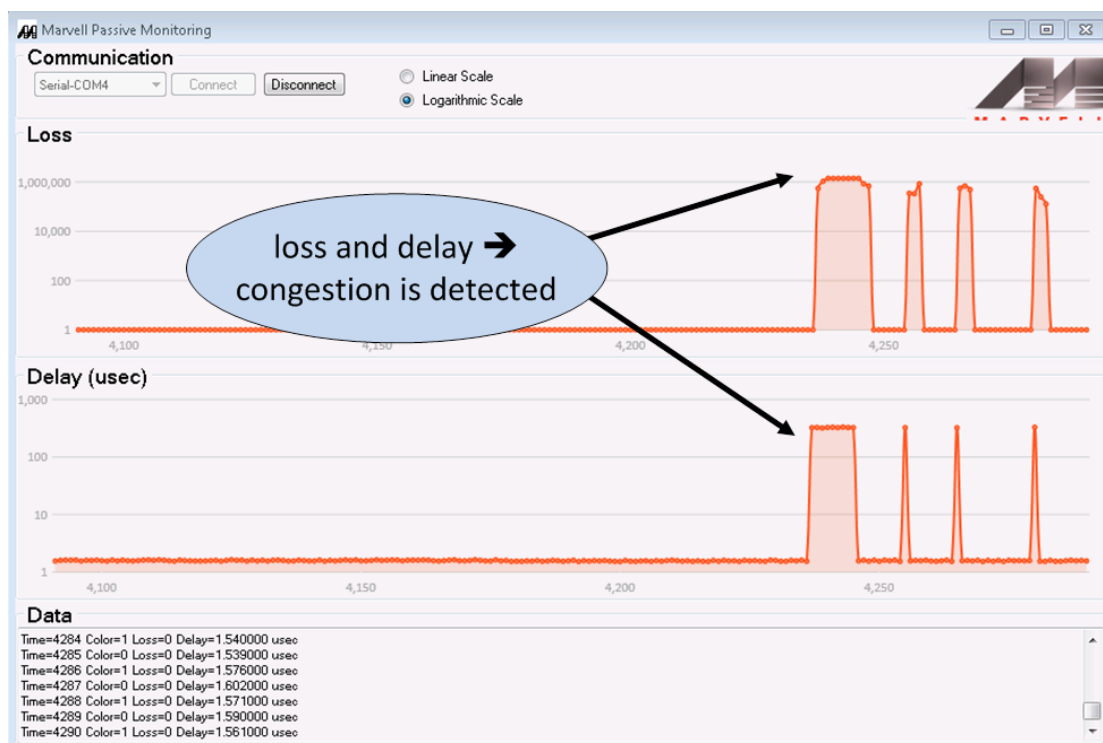 Marvell Passive Monitoring
Communication
Serial-COM4 Connect Disconnect
Linear Scale
Logarithmic Scale
MARVELL
Loss
1,000,000
10,000
100
1
4,100 4,150 4,200 4,250
loss and delay ➔
congestion is detected
Delay (usec)
1,000
100
10
1
4,100 4,150 4,200 4,250
Data
Time=4284 Color=1 Loss=0 Delay=1.540000 usec
Time=4285 Color=0 Loss=0 Delay=1.539000 usec
Time=4286 Color=1 Loss=0 Delay=1.576000 usec
Time=4287 Color=0 Loss=0 Delay=1.602000 usec
Time=4288 Color=1 Loss=0 Delay=1.571000 usec
Time=4289 Color=0 Loss=0 Delay=1.590000 usec
Time=4290 Color=1 Loss=0 Delay=1.561000 usec